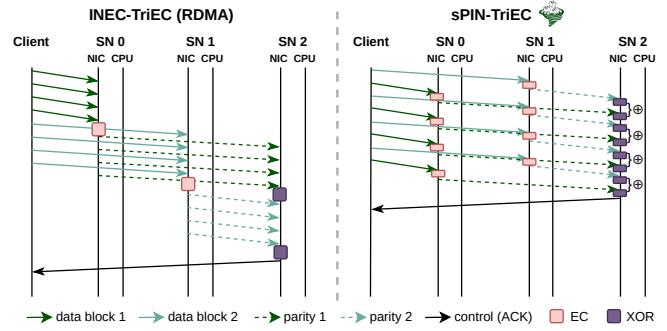 INEC-TriEC (RDMA)
Client SN 0 SN 1 SN 2
NIC CPU NIC CPU NIC CPU
sPIN-TriEC
Client SN 0 SN 1 SN 2
NIC CPU NIC CPU NIC CPU
⊕
⊕
⊕
⊕
data block 1 data block 2 parity 1 parity 2 control (ACK) EC XOR